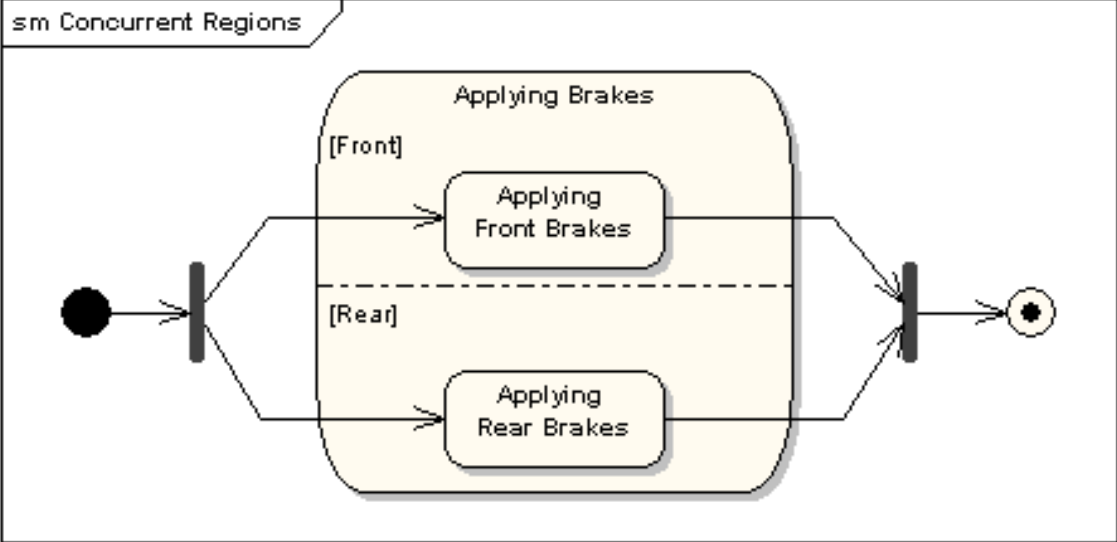 sm Concurrent Regions
Applying Brakes
[Front]
Applying
Front Brakes
[Rear]
Applying
Rear Brakes